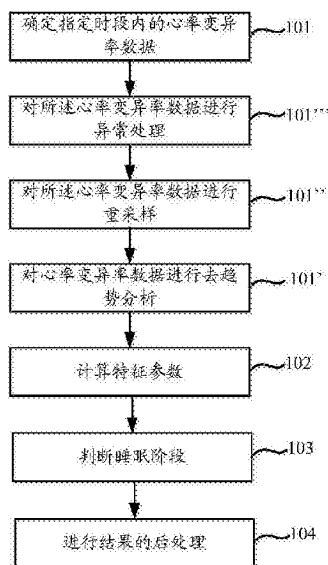 确定指定时段内的心率变异
率数据
101
对所述心率变异率数据进行
异常处理
101'''
对所述心率变异率数据进行
重采样
101''
对心率变异率数据进行去趋
势分析
101'
计算特征参数
102
判断睡眠阶段
103
进行结果的后处理
104